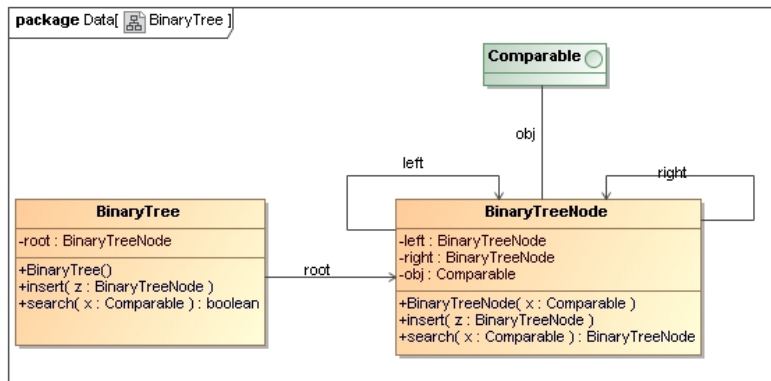 package Data[ BinaryTree ]
Comparable
obj
left
right
BinaryTree
-root : BinaryTreeNode
+BinaryTree()
+insert( z : BinaryTreeNode )
+search( x : Comparable ) : boolean
root
BinaryTreeNode
-left : BinaryTreeNode
-right : BinaryTreeNode
-obj : Comparable
+BinaryTreeNode( x : Comparable )
+insert( z : BinaryTreeNode )
+search( x : Comparable ) : BinaryTreeNode